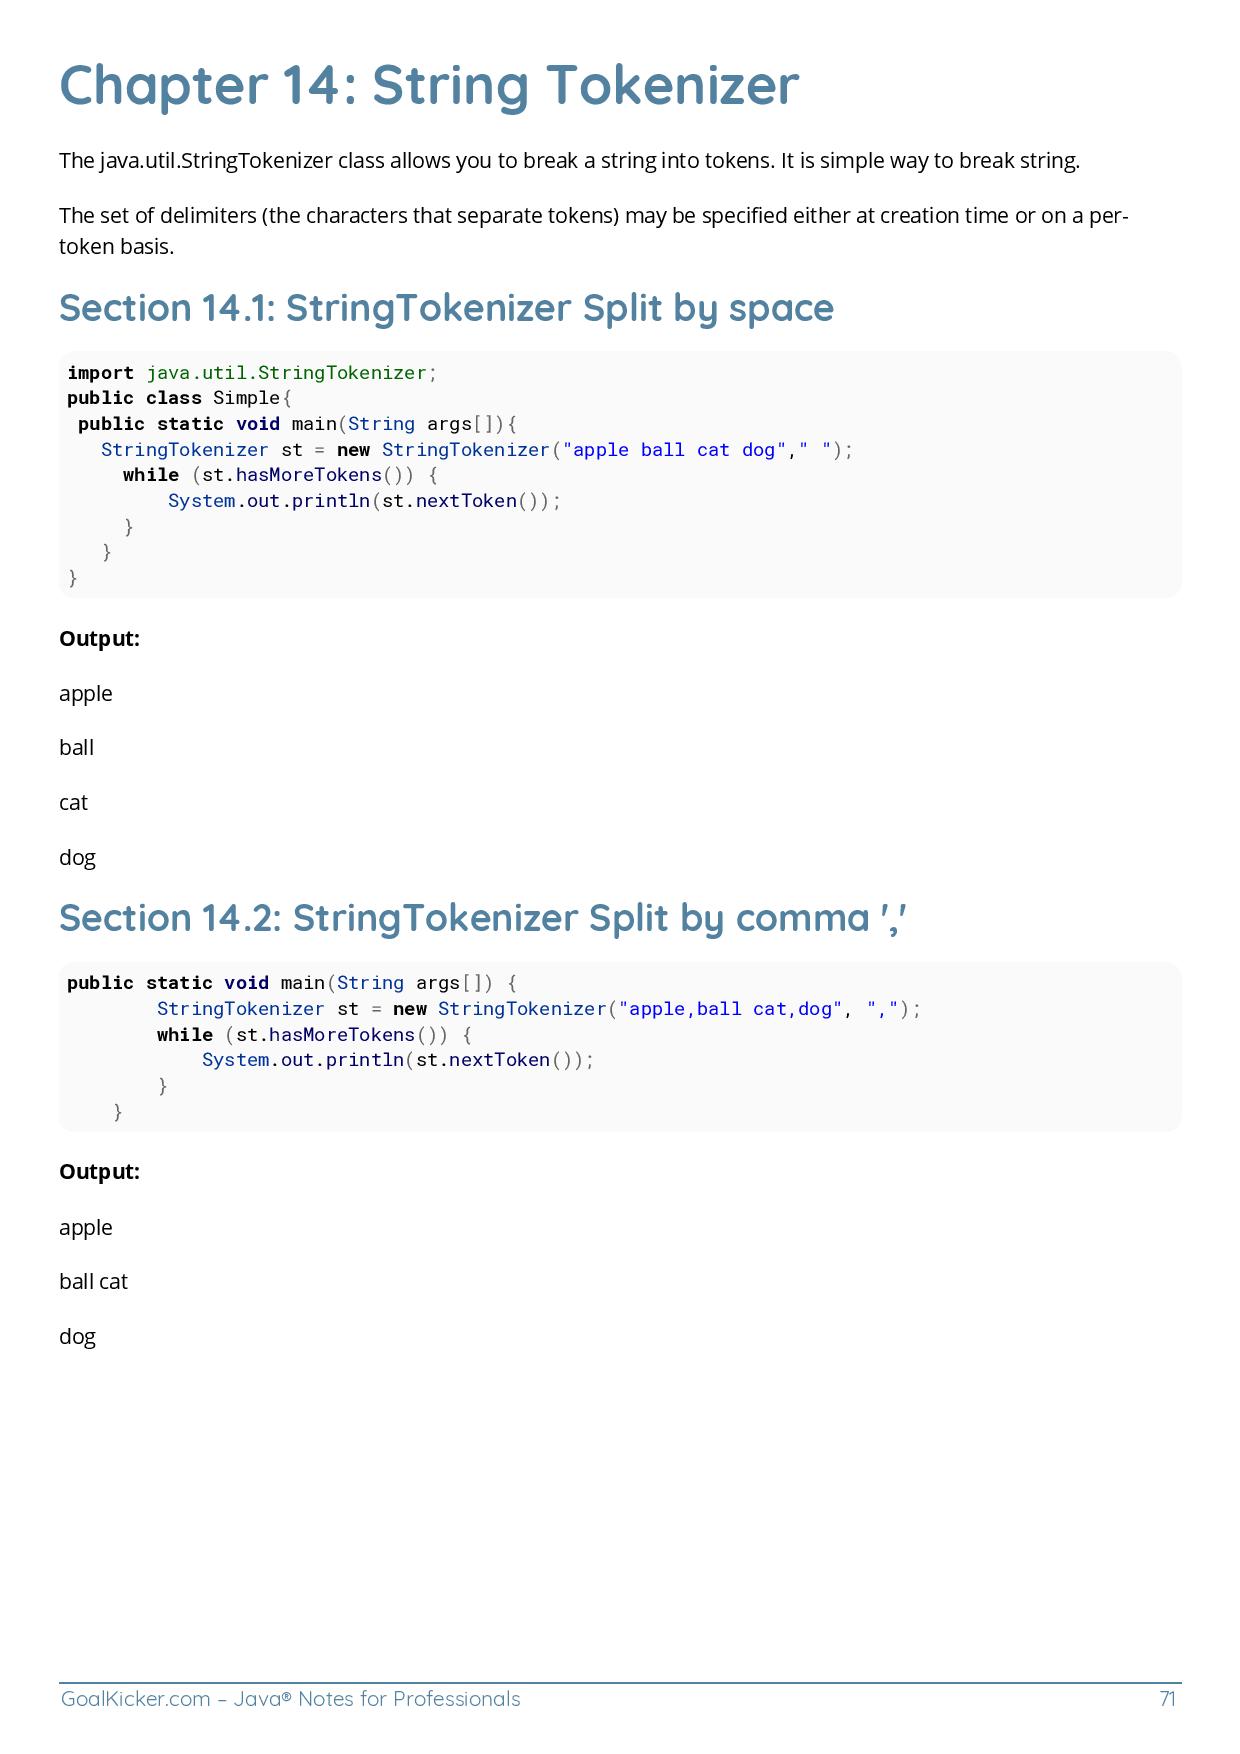 Chapter 14: String Tokenizer
The java.util.StringTokenizer class allows you to break a string into tokens. It is simple way to break string.
The set of delimiters (the characters that separate tokens) may be specified either at creation time or on a per-
token basis.
Section 14.1: StringTokenizer Split by space
import java.util.StringTokenizer;
public class Simple{
 public static void main(String args[]){
   StringTokenizer st = new StringTokenizer("apple ball cat dog"," ");
     while (st.hasMoreTokens()) {
         System.out.println(st.nextToken());
     }
   }
}
Output:
apple
ball
cat
dog
Section 14.2: StringTokenizer Split by comma ','
public static void main(String args[]) {
        StringTokenizer st = new StringTokenizer("apple,ball cat,dog", ",");
        while (st.hasMoreTokens()) {
            System.out.println(st.nextToken());
        }
    }
Output:
apple
ball cat
dog
GoalKicker.com – Java® Notes for Professionals 71